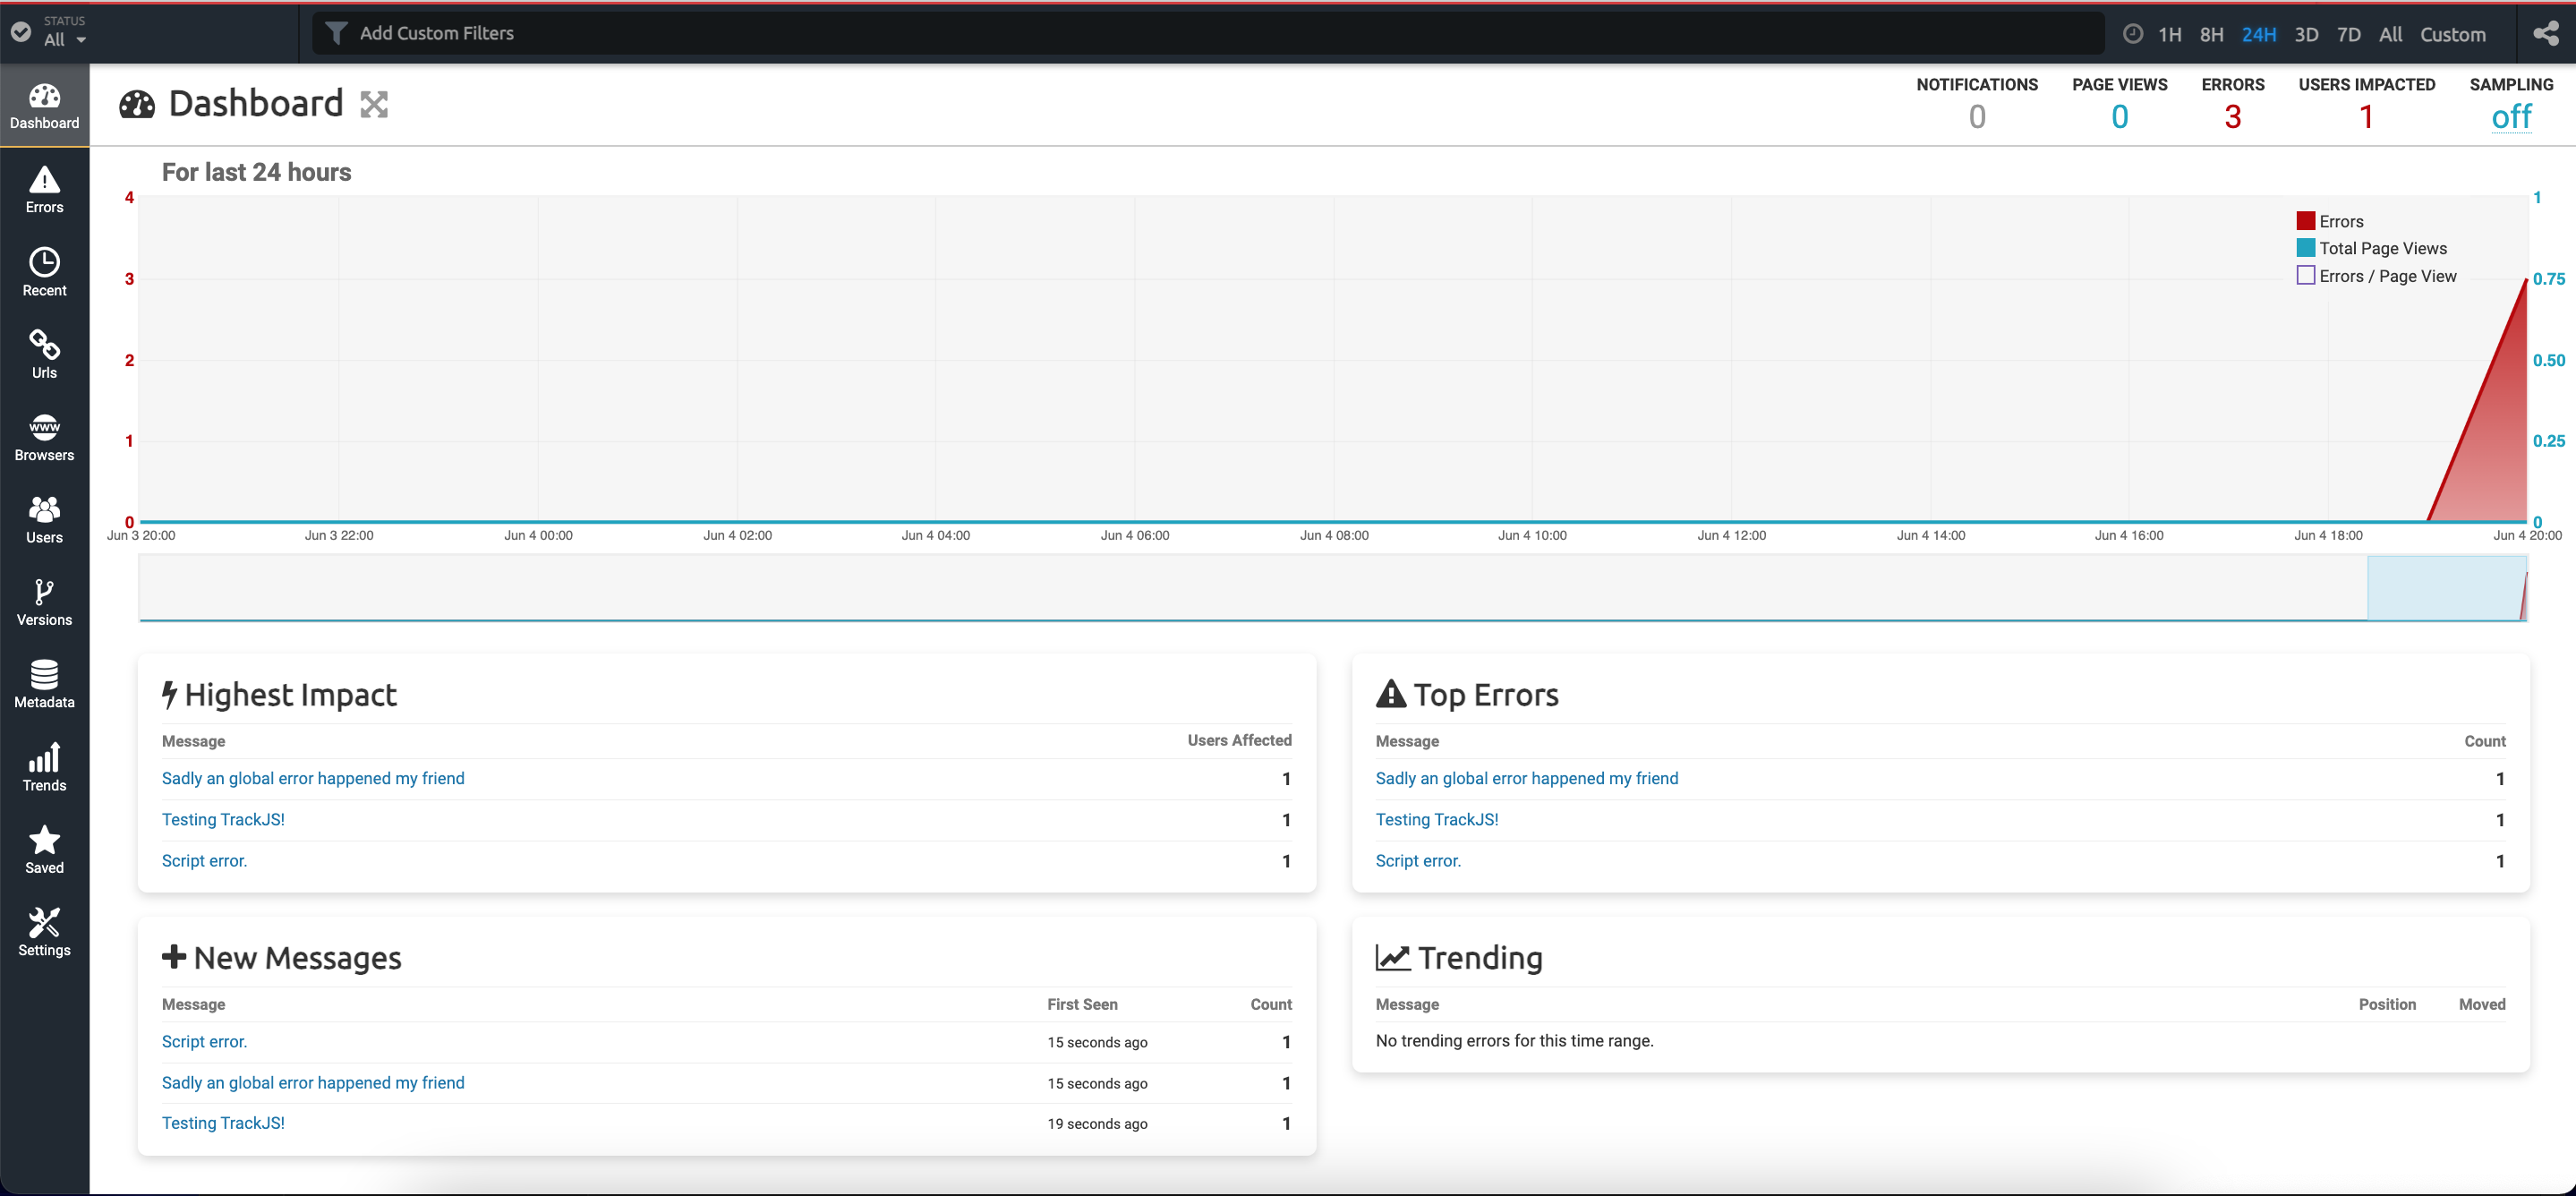 STATUS
All
Add Custom Filters
1H 8H 24H 3D 7D All Custom
Dashboard
Errors
Recent
Urls
www
Browsers
Users
Versions
Metadata
Trends
Saved
Settings
Dashboard
NOTIFICATIONS PAGE VIEWS ERRORS USERS IMPACTED SAMPLING
0 0 3 1 off
For last 24 hours
4 1
3 0.75
2 0.50
1 0.25
0 0
Errors
Total Page Views
Errors / Page View
Jun 3 20:00 Jun 3 22:00 Jun 4 00:00 Jun 4 02:00 Jun 4 04:00 Jun 4 06:00 Jun 4 08:00 Jun 4 10:00 Jun 4 12:00 Jun 4 14:00 Jun 4 16:00 Jun 4 18:00 Jun 4 20:00
Highest Impact
Message Users Affected
Sadly an global error happened my friend 1
Testing TrackJS! 1
Script error. 1
Top Errors
Message Count
Sadly an global error happened my friend 1
Testing TrackJS! 1
Script error. 1
New Messages
Message First Seen Count
Script error. 15 seconds ago 1
Sadly an global error happened my friend 15 seconds ago 1
Testing TrackJS! 19 seconds ago 1
Trending
Message Position Moved
No trending errors for this time range.